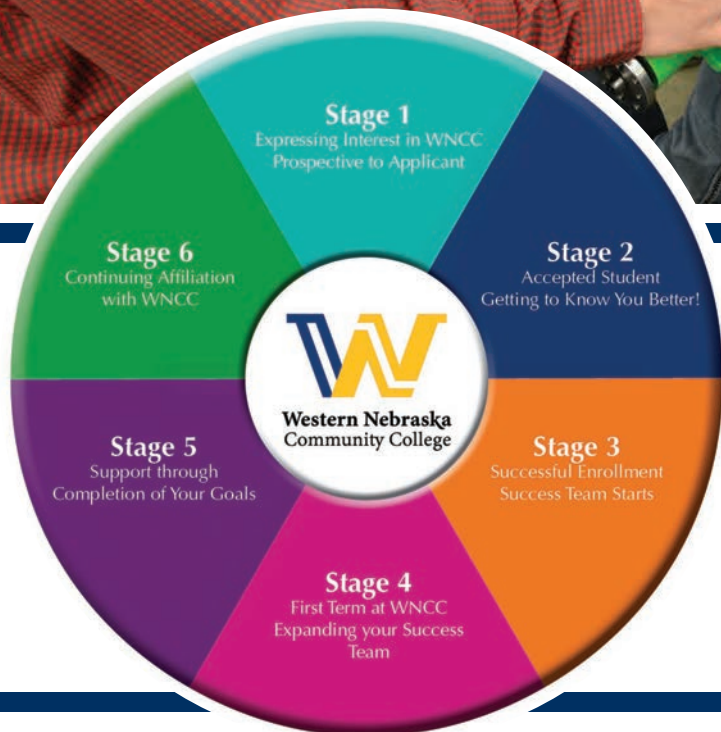 Stage 1
Expressing Interest in WNCC
Prospective to Applicant
Stage 2
Accepted Student
Getting to Know You Better!
Stage 3
Successful Enrollment
Success Team Starts
Stage 4
First Term at WNCC
Expanding your Success
Team
Stage 5
Support through
Completion of Your Goals
Stage 6
Continuing Affiliation
with WNCC
W
Western Nebraska
Community College